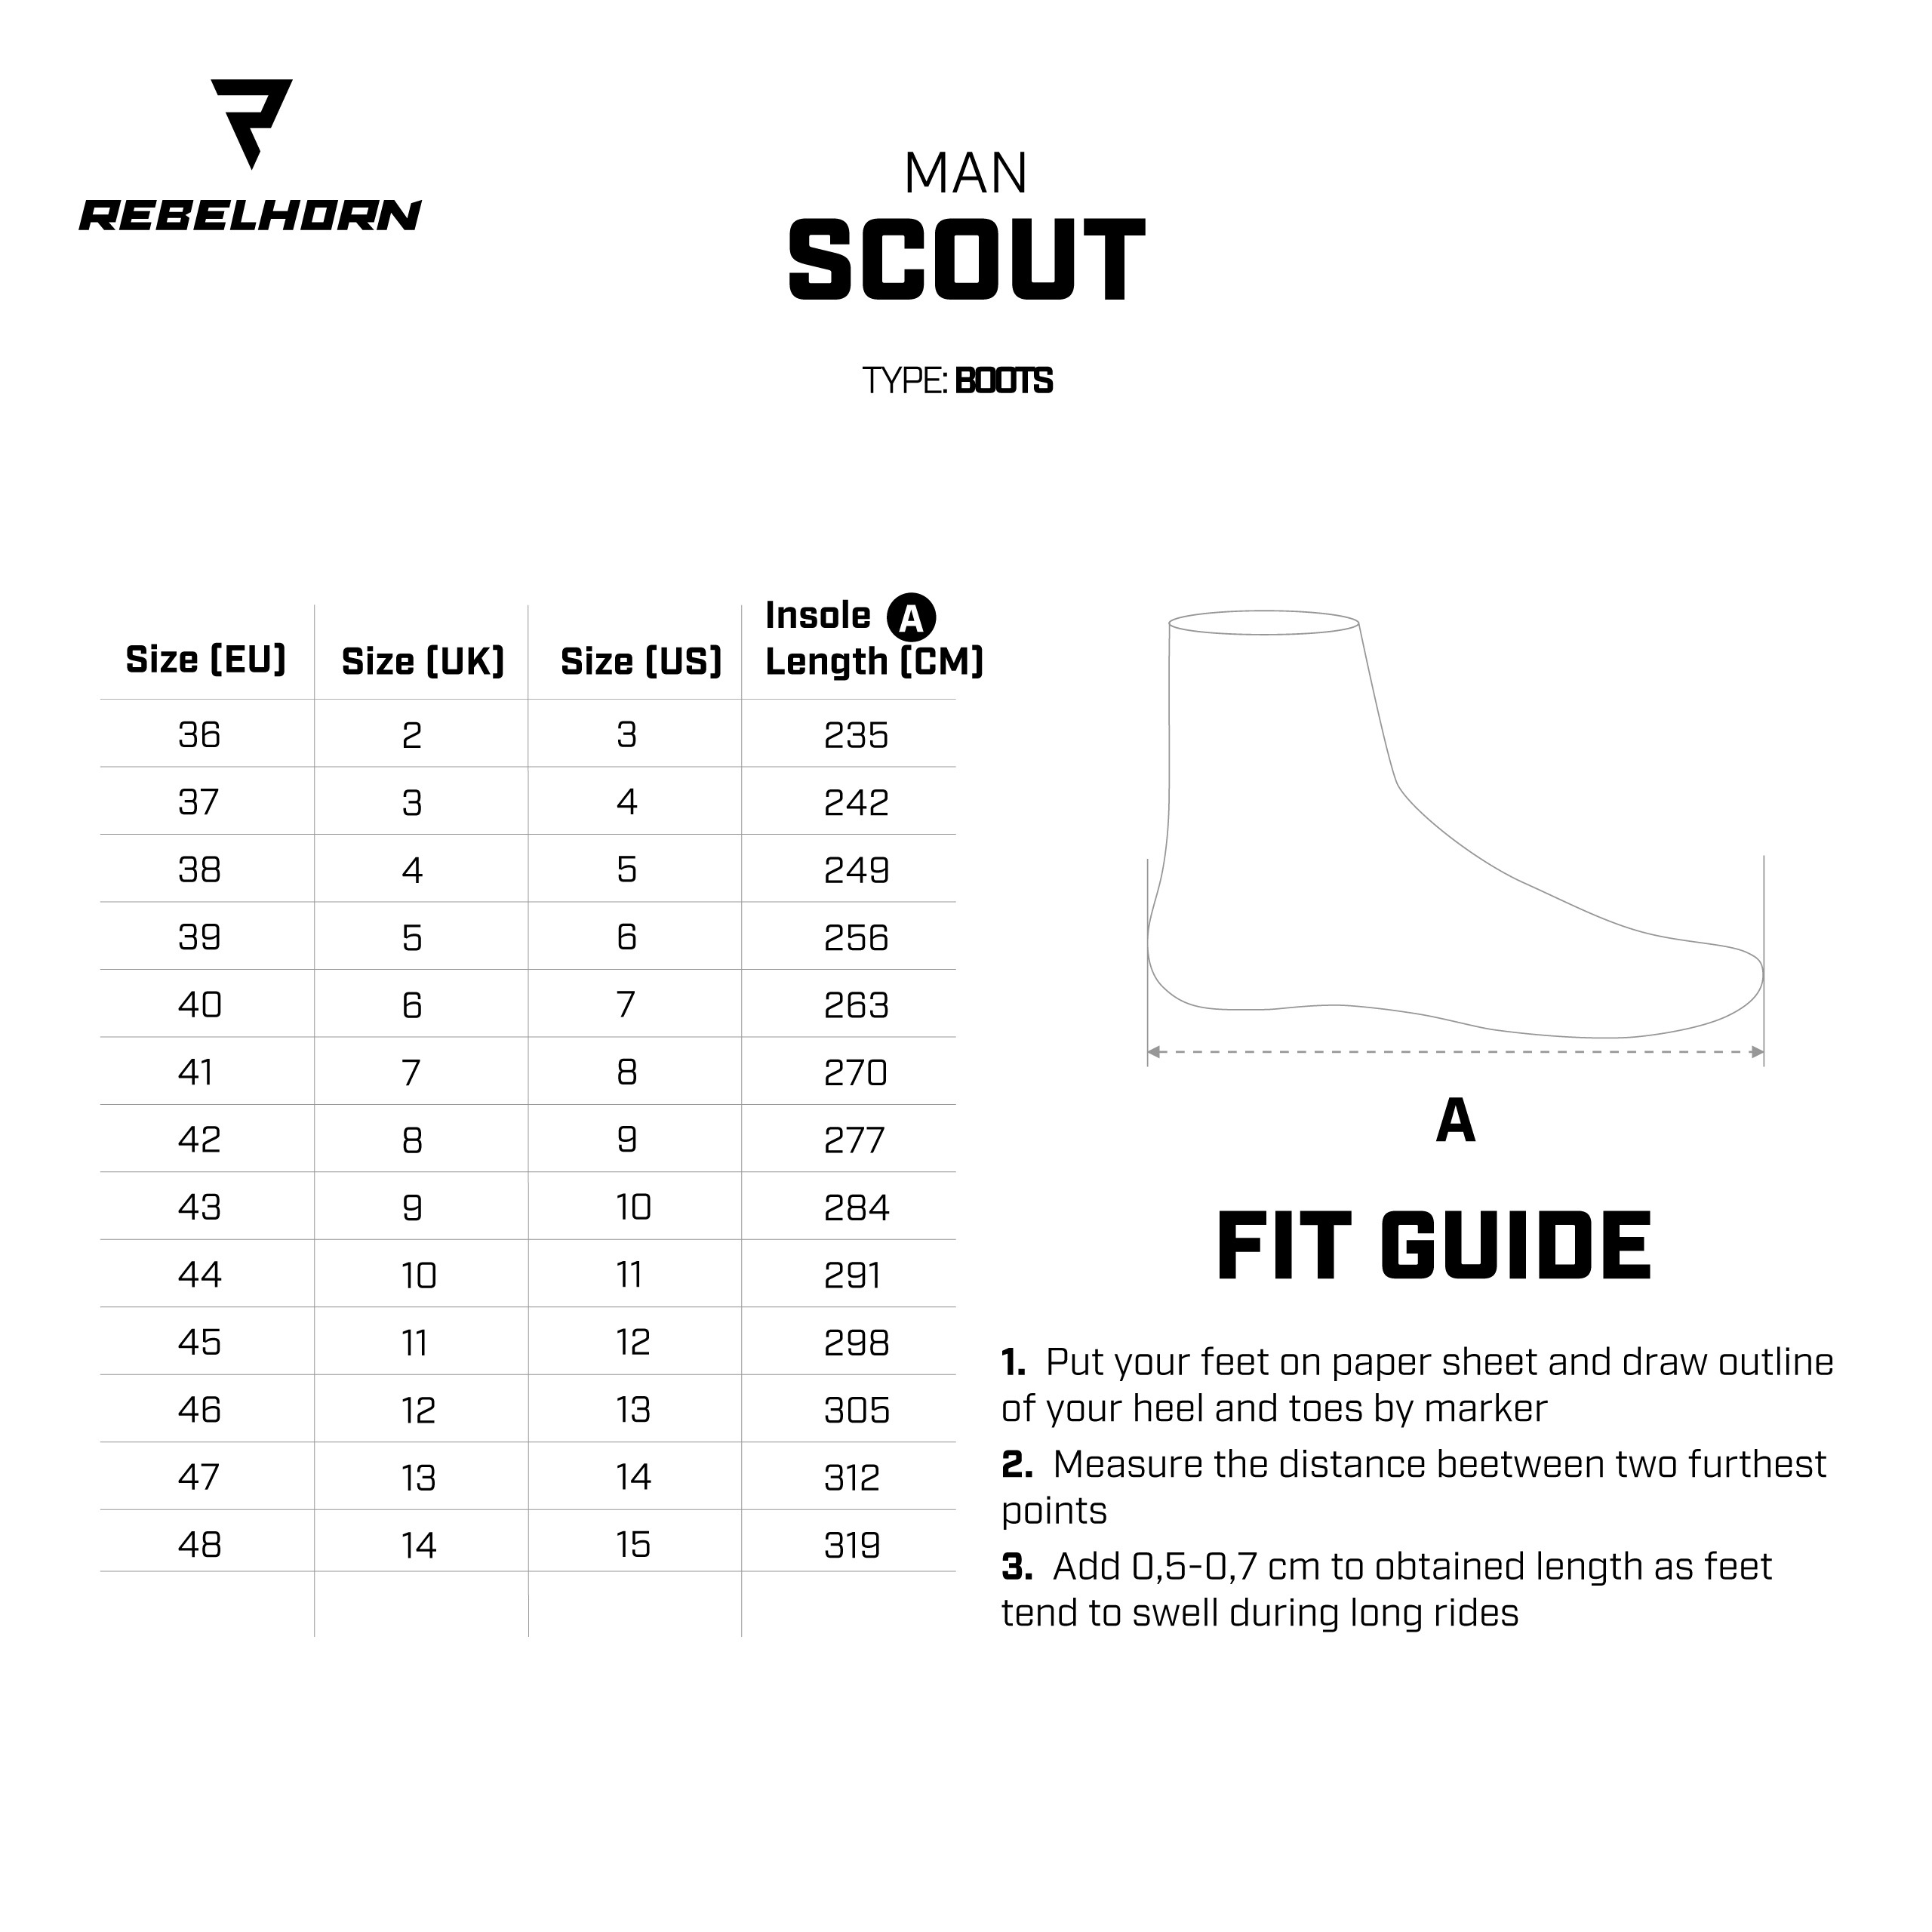 REBELHORN
MAN
SCOUT
TYPE: BOOTS
Size (EU) Size (UK) Size (US) Insole A
Length (CM)
36 2 3 235
37 3 4 242
38 4 5 249
39 5 6 256
40 6 7 263
41 7 8 270
42 8 9 277
43 9 10 284
44 10 11 291
45 11 12 298
46 12 13 305
47 13 14 312
48 14 15 319
A
FIT GUIDE
1. Put your feet on paper sheet and draw outline
of your heel and toes by marker
2. Measure the distance beetween two furthest
points
3. Add 0,5-0,7 cm to obtained length as feet
tend to swell during long rides